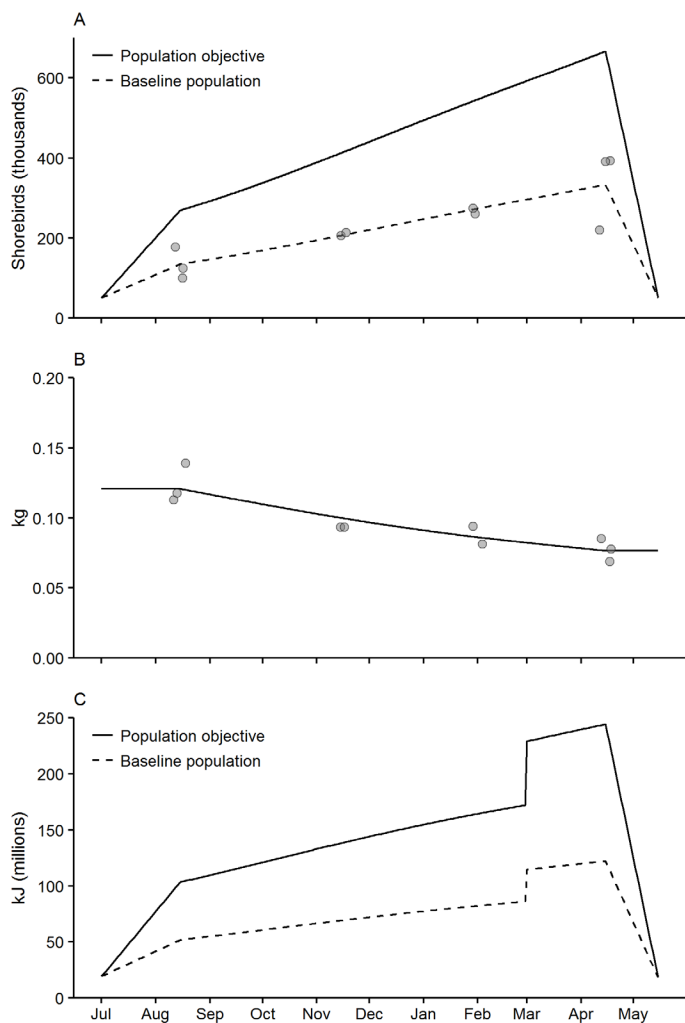 A
Shorebirds (thousands)
600
400
200
0
Population objective
Baseline population
B
kg
0.20
0.15
0.10
0.05
0.00
C
kJ (millions)
250
200
150
100
50
0
Population objective
Baseline population
Jul Aug Sep Oct Nov Dec Jan Feb Mar Apr May